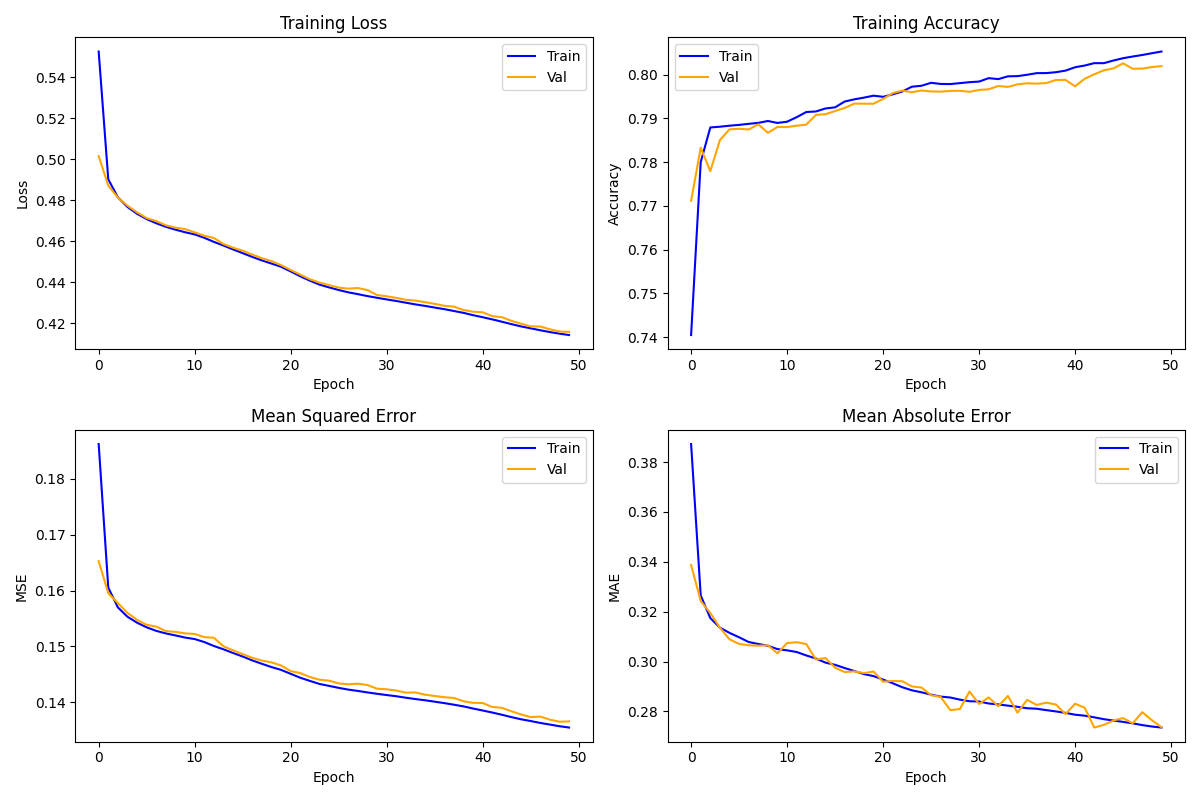 Training Loss
Train
Val
0.54
0.52
0.50
0.48
0.46
0.44
0.42
Loss
0 10 20 30 40 50
Epoch
Training Accuracy
Train
Val
0.80
0.79
0.78
0.77
0.76
0.75
0.74
Accuracy
0 10 20 30 40 50
Epoch
Mean Squared Error
Train
Val
0.18
0.17
0.16
0.15
0.14
MSE
0 10 20 30 40 50
Epoch
Mean Absolute Error
Train
Val
0.38
0.36
0.34
0.32
0.30
0.28
MAE
0 10 20 30 40 50
Epoch